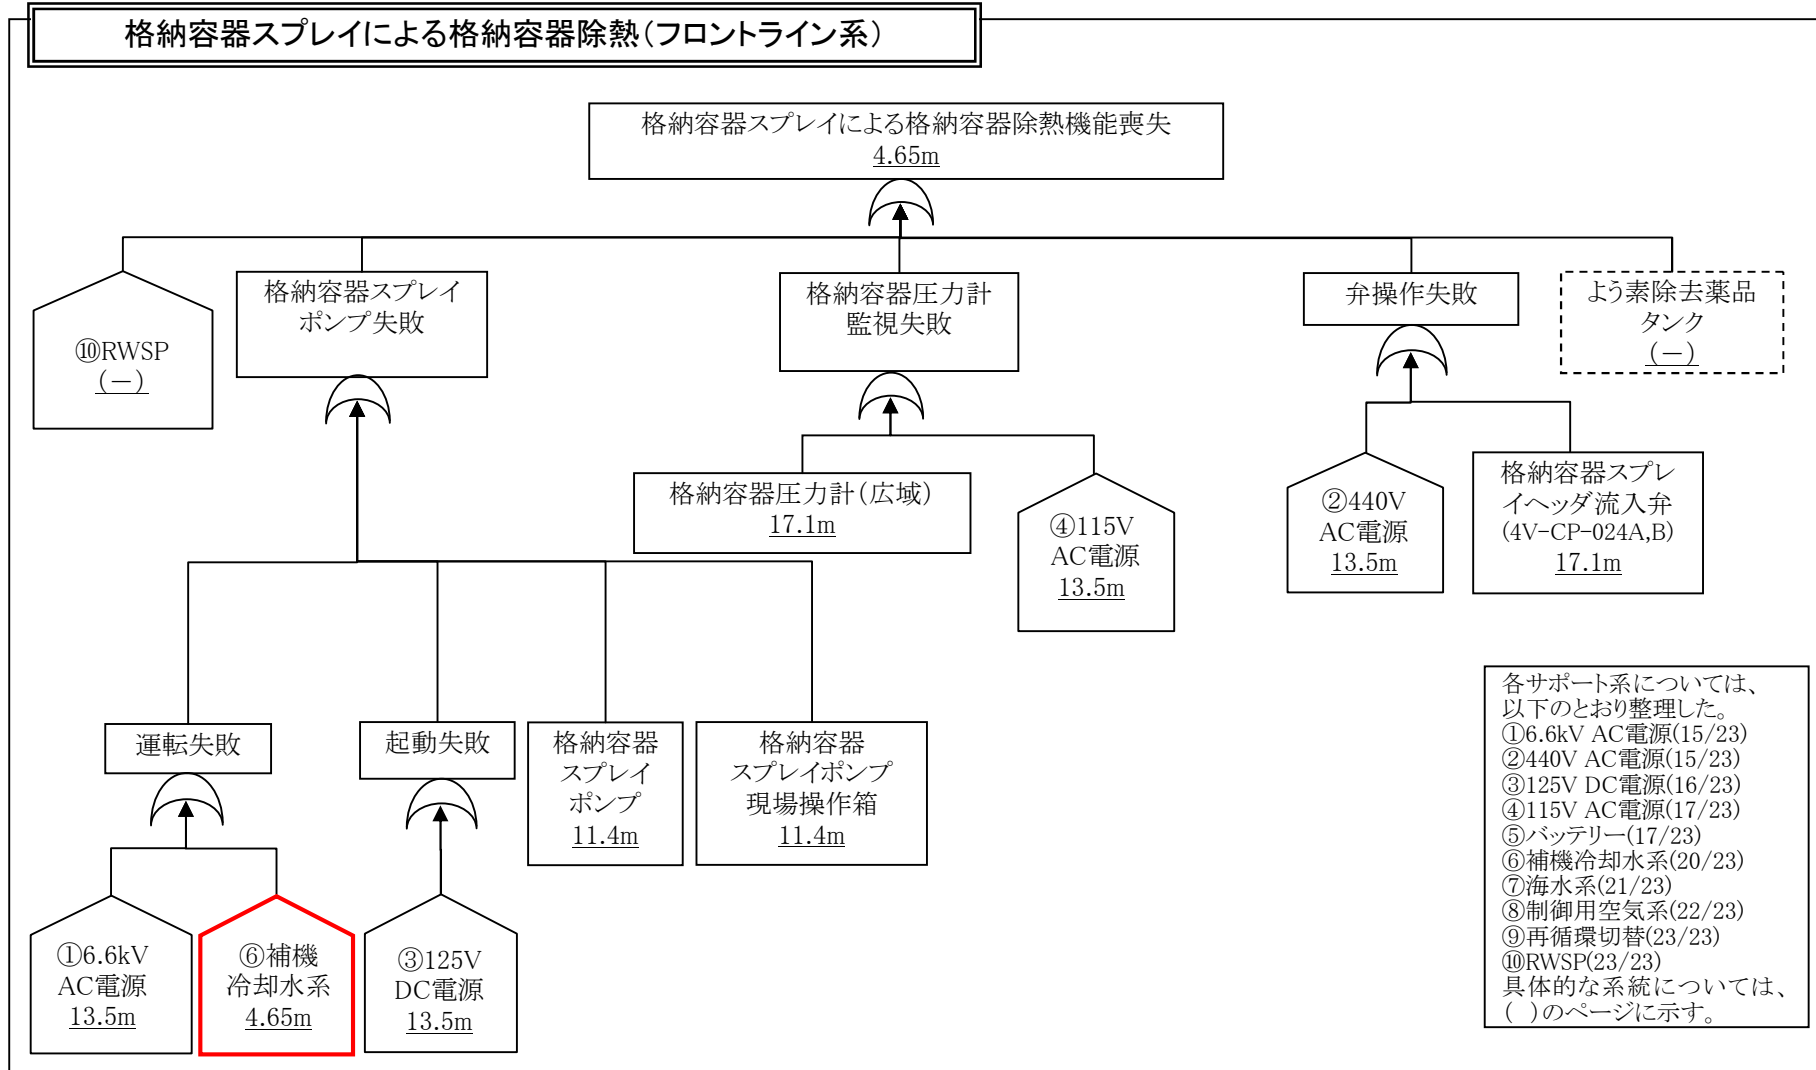 格納容器スプレイによる格納容器除熱(フロントライン系)
格納容器スプレイによる格納容器除熱機能喪失
4.65m
⑩RWSP
(-)
格納容器スプレイ
ポンプ失敗
格納容器圧力計
監視失敗
弁操作失敗
よう素除去薬品
タンク
(-)
格納容器圧力計(広域)
17.1m
④115V
AC電源
13.5m
②440V
AC電源
13.5m
格納容器スプレ
イヘッダ流入弁
(4V-CP-024A,B)
17.1m
運転失敗
起動失敗
格納容器
スプレイ
ポンプ
11.4m
格納容器
スプレイポンプ
現場操作箱
11.4m
①6.6kV
AC電源
13.5m
⑥補機
冷却水系
4.65m
③125V
DC電源
13.5m
各サポート系については、
以下のとおり整理した。
①6.6kV AC電源(15/23)
②440V AC電源(15/23)
③125V DC電源(16/23)
④115V AC電源(17/23)
⑤バッテリー(17/23)
⑥補機冷却水系(20/23)
⑦海水系(21/23)
⑧制御用空気系(22/23)
⑨再循環切替(23/23)
⑩RWSP(23/23)
具体的な系統については、
( )のページに示す。